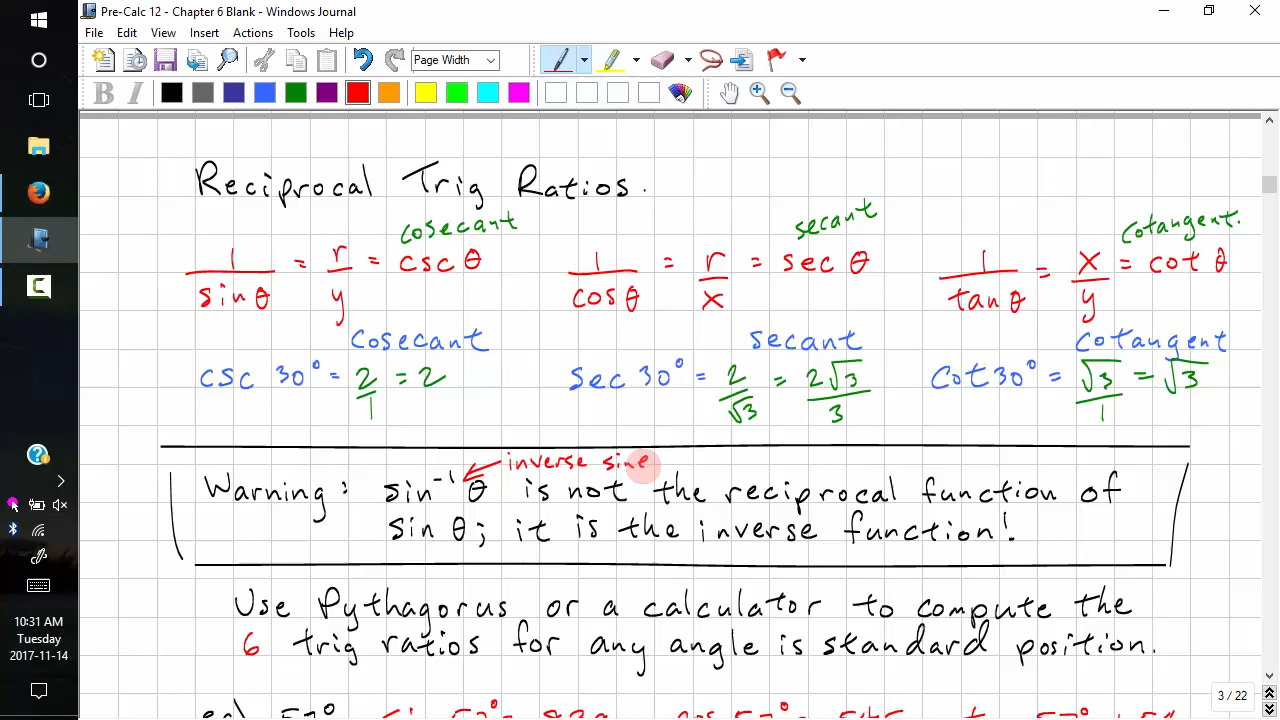 Pre-Calc 12 - Chapter 6 Blank - Windows Journal
File Edit View Insert Actions Tools Help
Page Width
B I
Reciprocal Trig Ratios.
cosecant secant cotangent.
1/sinθ = r/y = csc θ 1/cosθ = r/x = sec θ 1/tanθ = x/y = cot θ
Cosecant secant cotangent
csc 30° = 2/1 = 2 sec 30° = 2/√3 = 2√3/3 cot 30° = √3/1 = √3
inverse sine
Warning: sin⁻¹ θ is not the reciprocal function of
sin θ; it is the inverse function!
Use Pythagorus or a calculator to compute the
6 trig ratios for any angle is standard position.
10:31 AM
Tuesday
2017-11-14
3 / 22